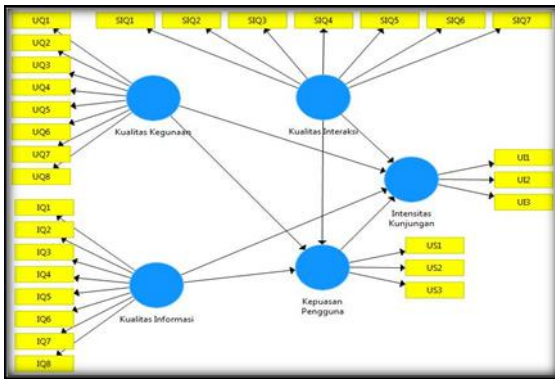 UQ1
SIQ1
SIQ2
SIQ3
SIQ4
SIQ5
SIQ6
SIQ7
UQ2
UQ3
UQ4
UQ5
UQ6
UQ7
UQ8
Kualitas Kegunaan
Kualitas Interaksi
UI1
UI2
UI3
Intensitas
Kunjungan
IQ1
IQ2
IQ3
IQ4
IQ5
IQ6
IQ7
IQ8
Kualitas Informasi
US1
US2
US3
Kepuasan
Pengguna